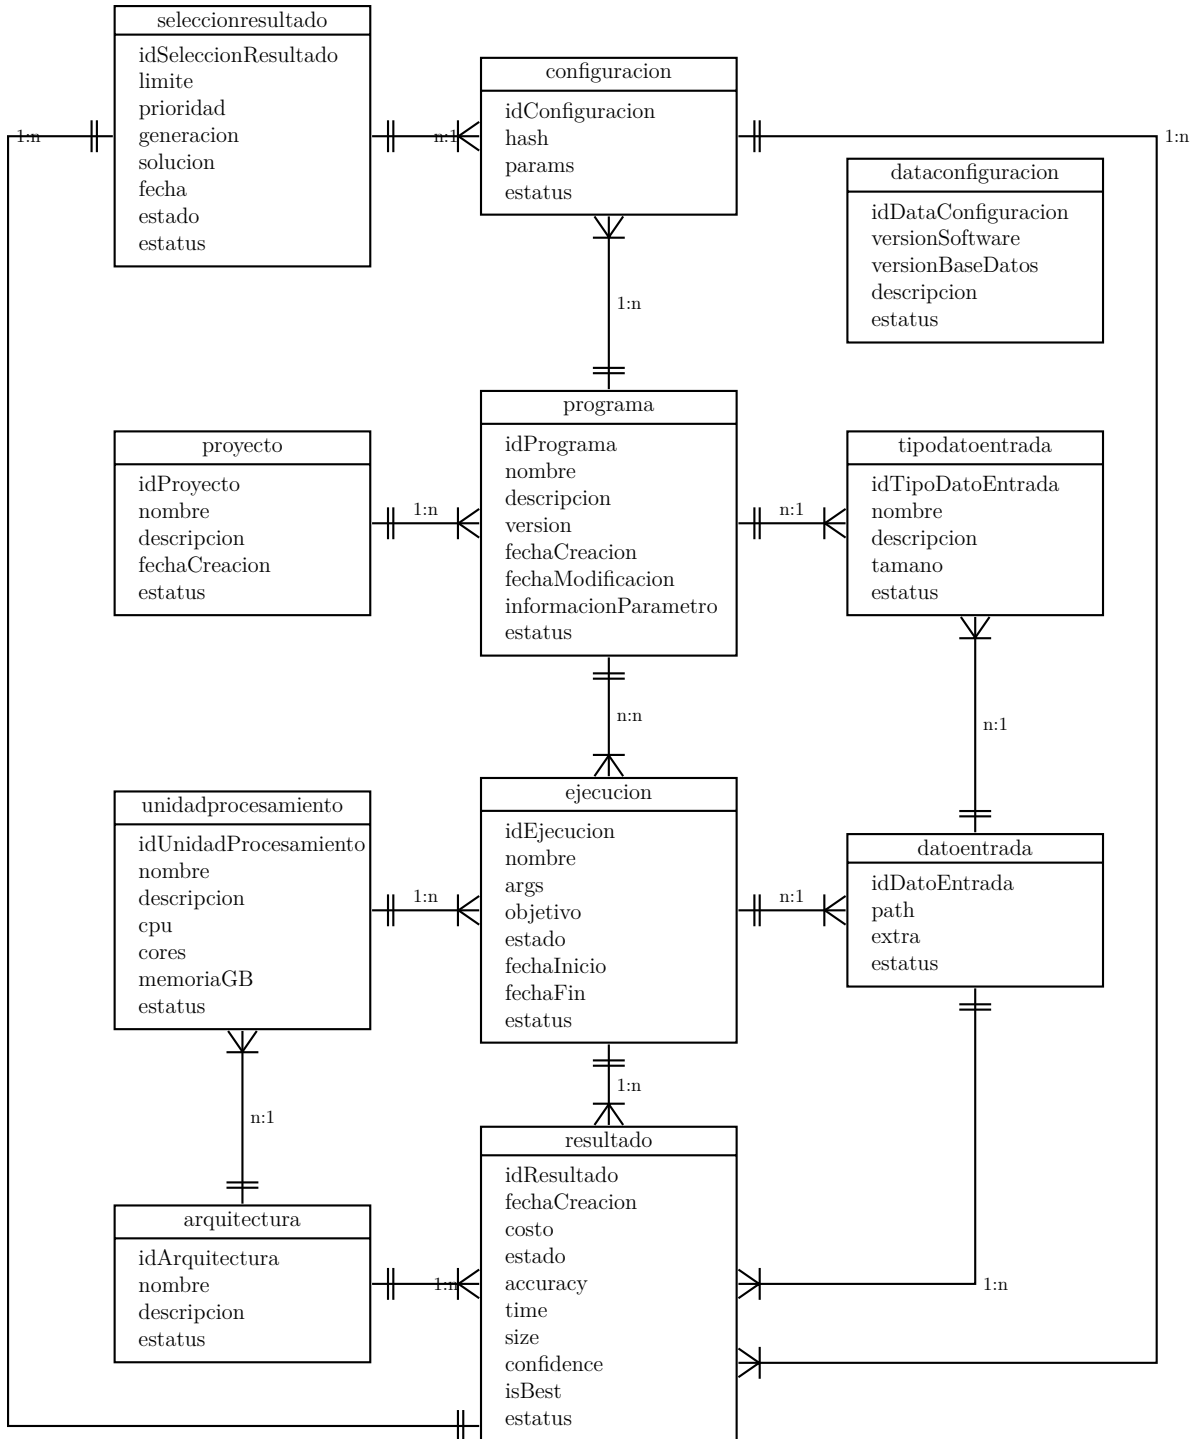 seleccionresultado
idSeleccionResultado
limite
prioridad
generacion
solucion
fecha
estado
estatus
1:n
n:1
configuracion
idConfiguracion
hash
params
estatus
1:n
dataconfiguracion
idDataConfiguracion
versionSoftware
versionBaseDatos
descripcion
estatus
1:n
proyecto
idProyecto
nombre
descripcion
fechaCreacion
estatus
1:n
programa
idPrograma
nombre
descripcion
version
fechaCreacion
fechaModificacion
informacionParametro
estatus
n:1
tipodatoentrada
idTipoDatoEntrada
nombre
descripcion
tamano
estatus
n:n
n:1
unidadprocesamiento
idUnidadProcesamiento
nombre
descripcion
cpu
cores
memoriaGB
estatus
1:n
ejecucion
idEjecucion
nombre
args
objetivo
estado
fechaInicio
fechaFin
estatus
n:1
datoentrada
idDatoEntrada
path
extra
estatus
n:1
1:n
arquitectura
idArquitectura
nombre
descripcion
estatus
1:n
resultado
idResultado
fechaCreacion
costo
estado
accuracy
time
size
confidence
isBest
estatus
1:n